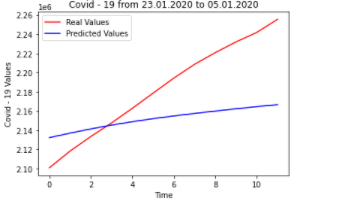 Covid - 19 from 23.01.2020 to 05.01.2020
1e6
2.26
Real Values
Predicted Values
2.24
2.22
2.20
2.18
2.16
2.14
2.12
2.10
Covid - 19 Values
0 2 4 6 8 10
Time